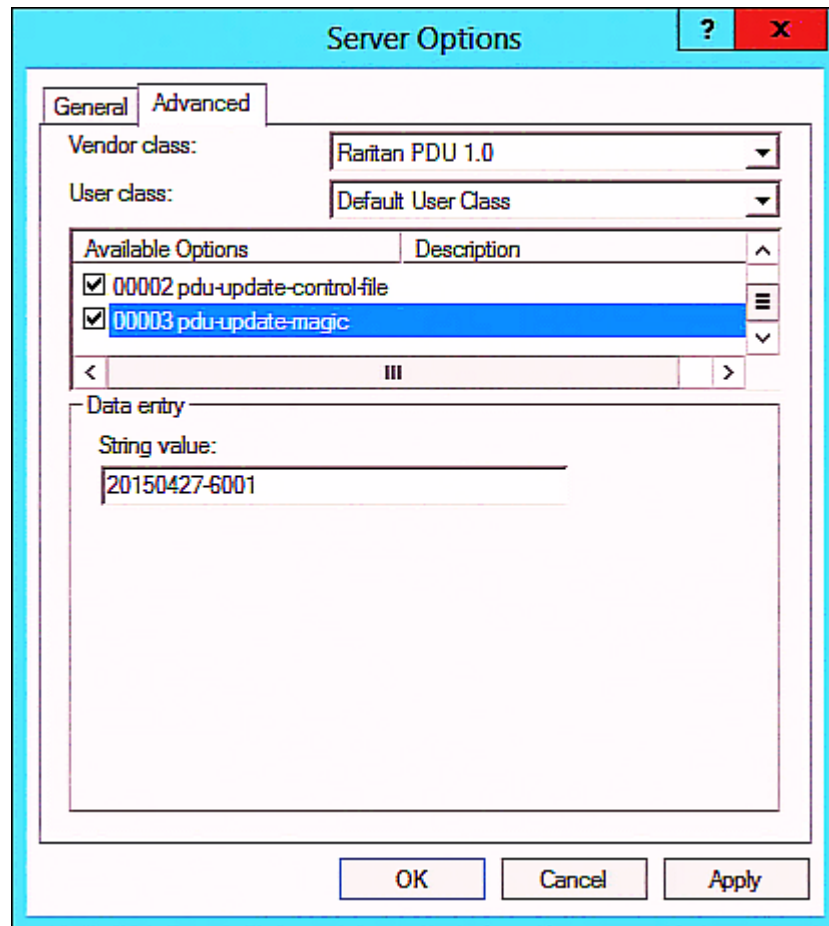 Server Options
?
x
General
Advanced
Vendor class:
Raritan PDU 1.0
User class:
Default User Class
Available Options
Description
00002 pdu-update-control-file
00003 pdu-update-magic
Data entry
String value:
20150427-6001
OK
Cancel
Apply